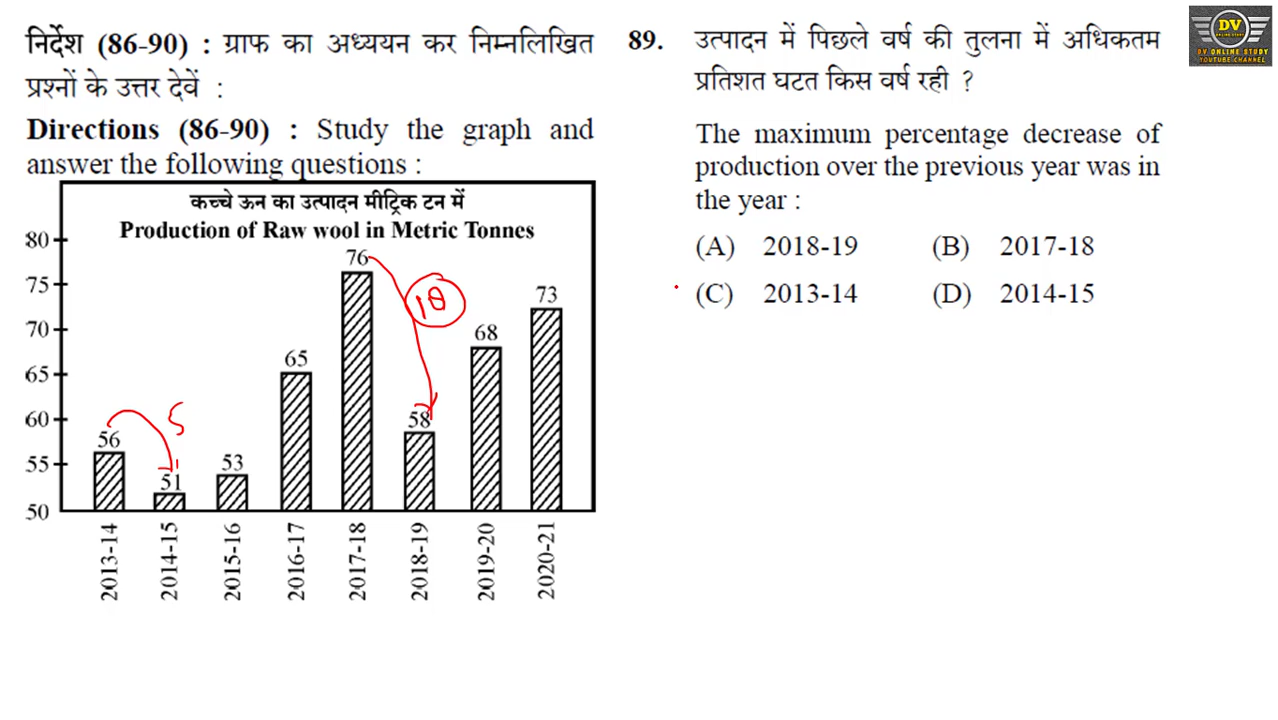 निर्देश (86-90) : ग्राफ का अध्ययन कर निम्नलिखित
प्रश्नों के उत्तर देवें :
Directions (86-90) : Study the graph and
answer the following questions :
कच्चे ऊन का उत्पादन मीट्रिक टन में
Production of Raw wool in Metric Tonnes
80
75
70
65
60
55
50
56
51
53
65
76
58
68
73
5
18
2013-14
2014-15
2015-16
2016-17
2017-18
2018-19
2019-20
2020-21
89. उत्पादन में पिछले वर्ष की तुलना में अधिकतम
प्रतिशत घटत किस वर्ष रही ?
The maximum percentage decrease of
production over the previous year was in
the year :
(A) 2018-19 (B) 2017-18
(C) 2013-14 (D) 2014-15
DV
DV ONLINE STUDY
DV ONLINE STUDY
YOUTUBE CHANNEL